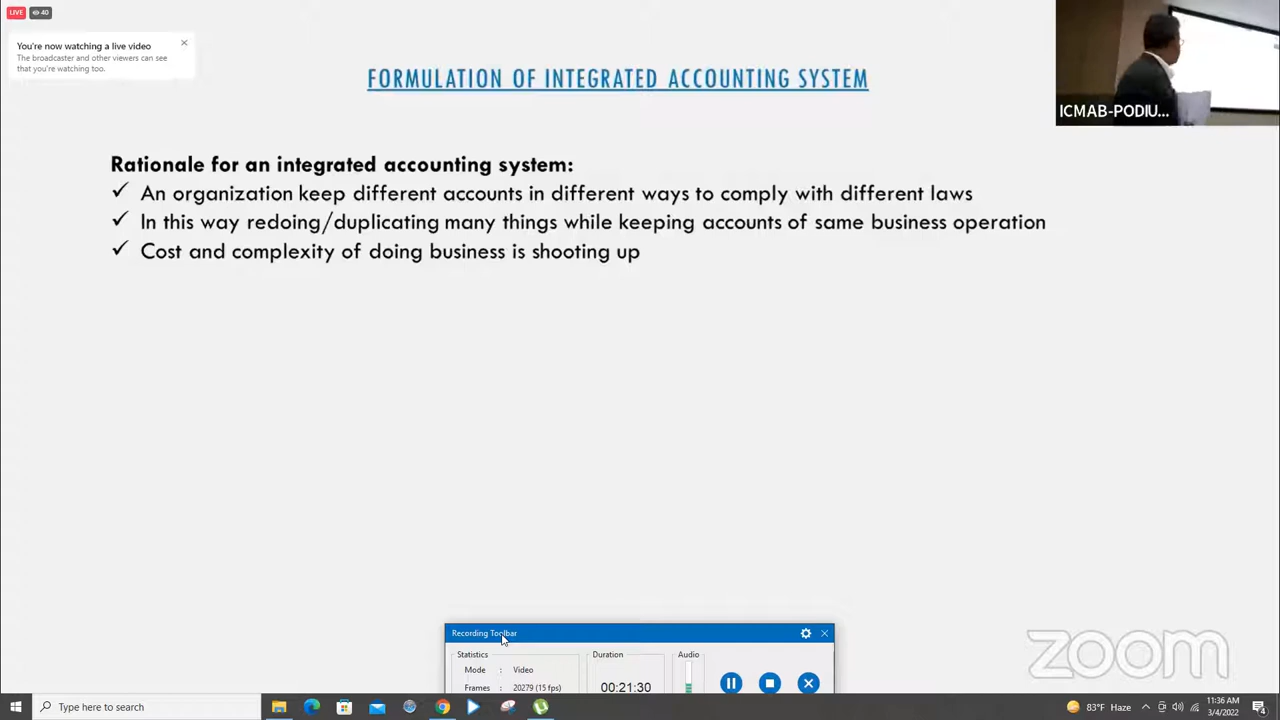 LIVE 40
You're now watching a live video
The broadcaster and other viewers can see
that you're watching too.
FORMULATION OF INTEGRATED ACCOUNTING SYSTEM
ICMAB-PODIU...
Rationale for an integrated accounting system:
✓ An organization keep different accounts in different ways to comply with different laws
✓ In this way redoing/duplicating many things while keeping accounts of same business operation
✓ Cost and complexity of doing business is shooting up
Recording Toolbar
Statistics Duration Audio
Mode : Video
Frames : 20279 (15 fps) 00:21:30
zoom
Type here to search
83°F Haze
11:36 AM
3/4/2022
4